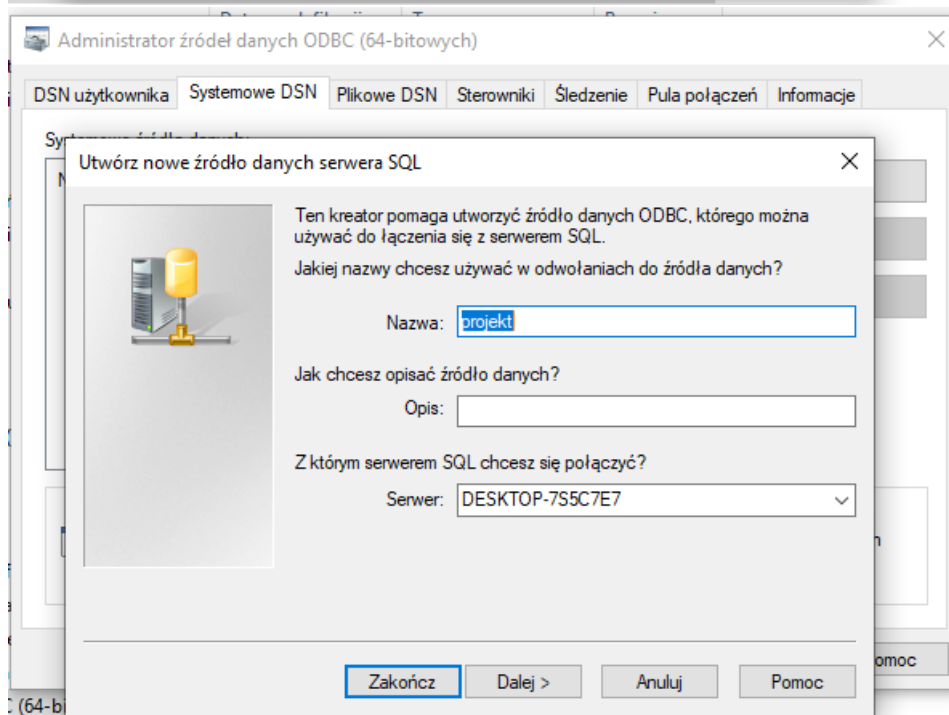 Administrator źródeł danych ODBC (64-bitowych)
DSN użytkownika Systemowe DSN Plikowe DSN Sterowniki Śledzenie Pula połączeń Informacje
Utwórz nowe źródło danych serwera SQL
Ten kreator pomaga utworzyć źródło danych ODBC, którego można
używać do łączenia się z serwerem SQL.
Jakiej nazwy chcesz używać w odwołaniach do źródła danych?
Nazwa: projekt
Jak chcesz opisać źródło danych?
Opis:
Z którym serwerem SQL chcesz się połączyć?
Serwer: DESKTOP-7S5C7E7
Zakończ Dalej > Anuluj Pomoc
omoc
(64-bi